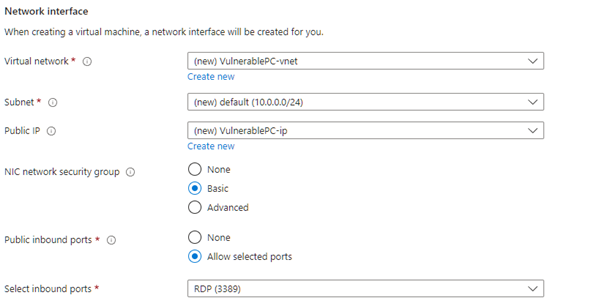 Network interface
When creating a virtual machine, a network interface will be created for you.
Virtual network *
(new) VulnerablePC-vnet
Create new
Subnet *
(new) default (10.0.0.0/24)
Public IP
(new) VulnerablePC-ip
Create new
NIC network security group
None
Basic
Advanced
Public inbound ports *
None
Allow selected ports
Select inbound ports *
RDP (3389)